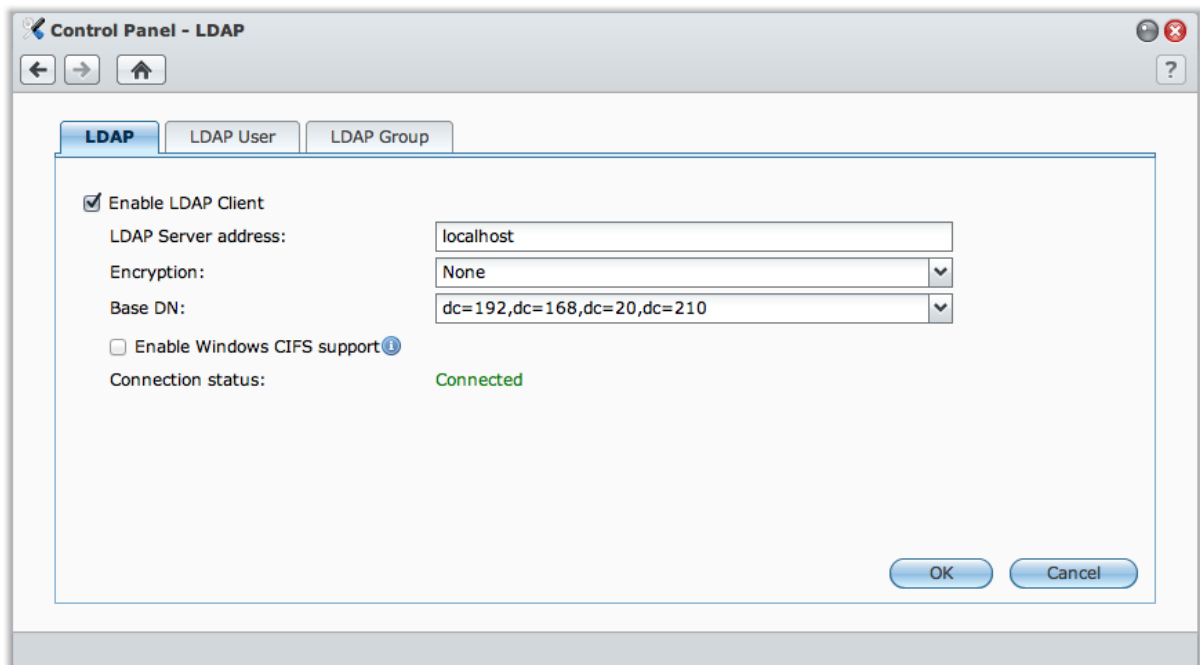 Control Panel - LDAP
?
LDAP LDAP User LDAP Group
Enable LDAP Client
LDAP Server address: localhost
Encryption: None
Base DN: dc=192,dc=168,dc=20,dc=210
Enable Windows CIFS support
Connection status: Connected
OK Cancel